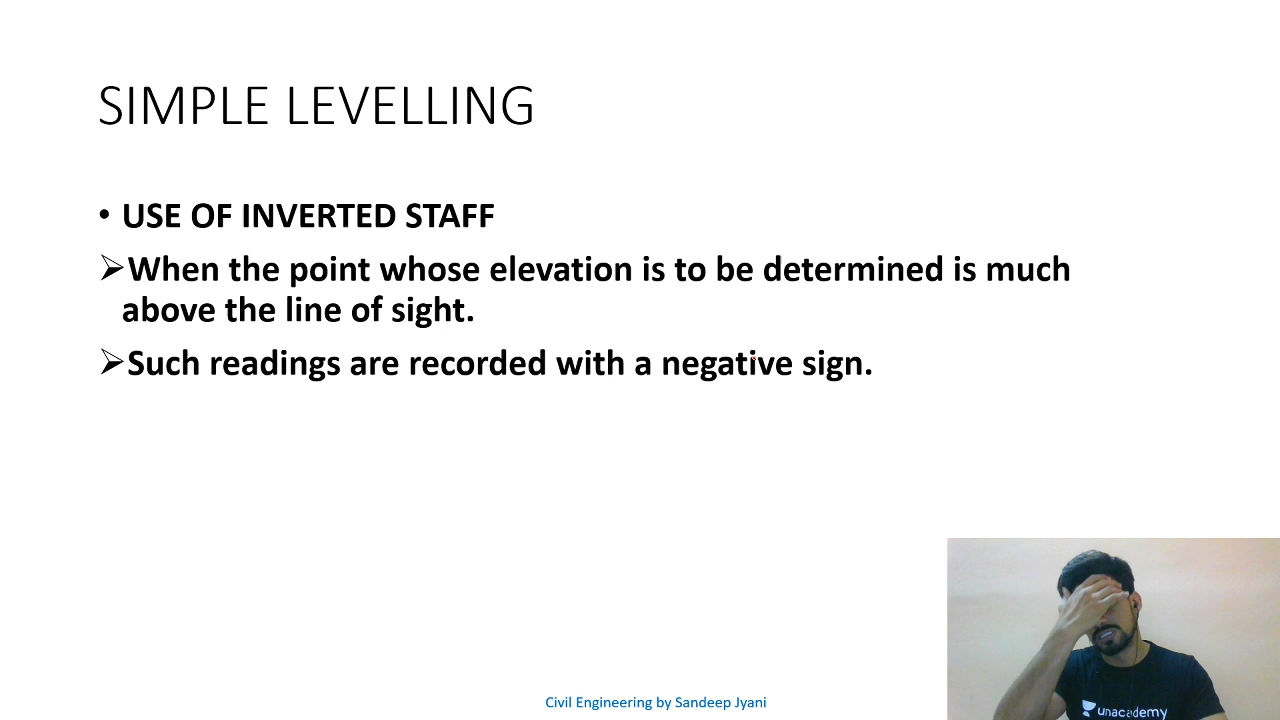 SIMPLE LEVELLING
• USE OF INVERTED STAFF
➢When the point whose elevation is to be determined is much
above the line of sight.
➢Such readings are recorded with a negative sign.
unacademy
Civil Engineering by Sandeep Jyani